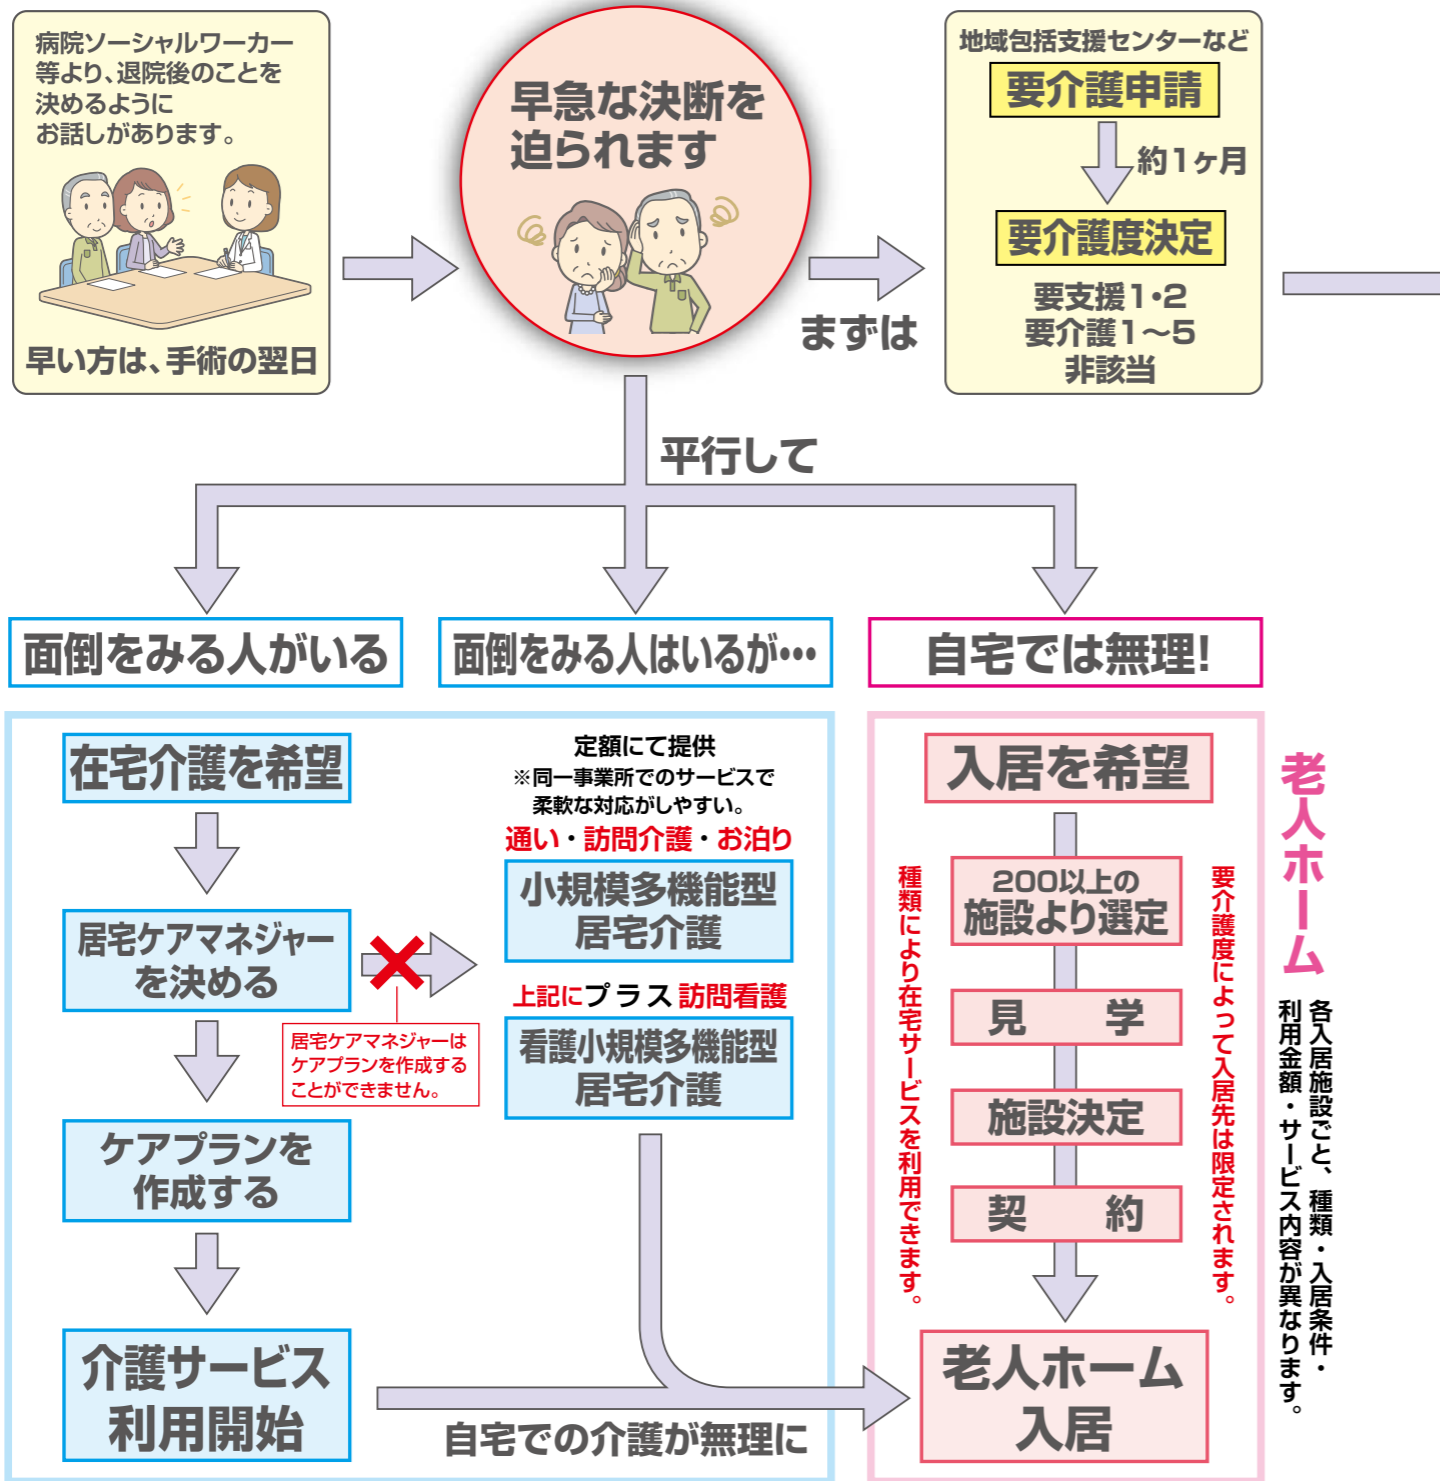 病院ソーシャルワーカー
等より、退院後のことを
決めるように
お話しがあります。
早い方は、手術の翌日
早急な決断を
迫られます
まずは
地域包括支援センターなど
要介護申請
約1ヶ月
要介護度決定
要支援1・2
要介護1〜5
非該当
平行して
面倒をみる人がいる
面倒をみる人はいるが・・・
自宅では無理!
在宅介護を希望
居宅ケアマネジャー
を決める
居宅ケアマネジャーは
ケアプランを作成する
ことができません。
ケアプランを
作成する
介護サービス
利用開始
定額にて提供
※同一事業所でのサービスで
柔軟な対応がしやすい。
通い・訪問介護・お泊り
小規模多機能型
居宅介護
上記にプラス訪問看護
看護小規模多機能型
居宅介護
自宅での介護が無理に
入居を希望
200以上の
施設より選定
見　学
施設決定
契　約
老人ホーム
入居
要介護度によって入居先は限定されます。
種類により在宅サービスを利用できます。
老人ホーム
各入居施設ごと、種類・入居条件・
利用金額・サービス内容が異なります。